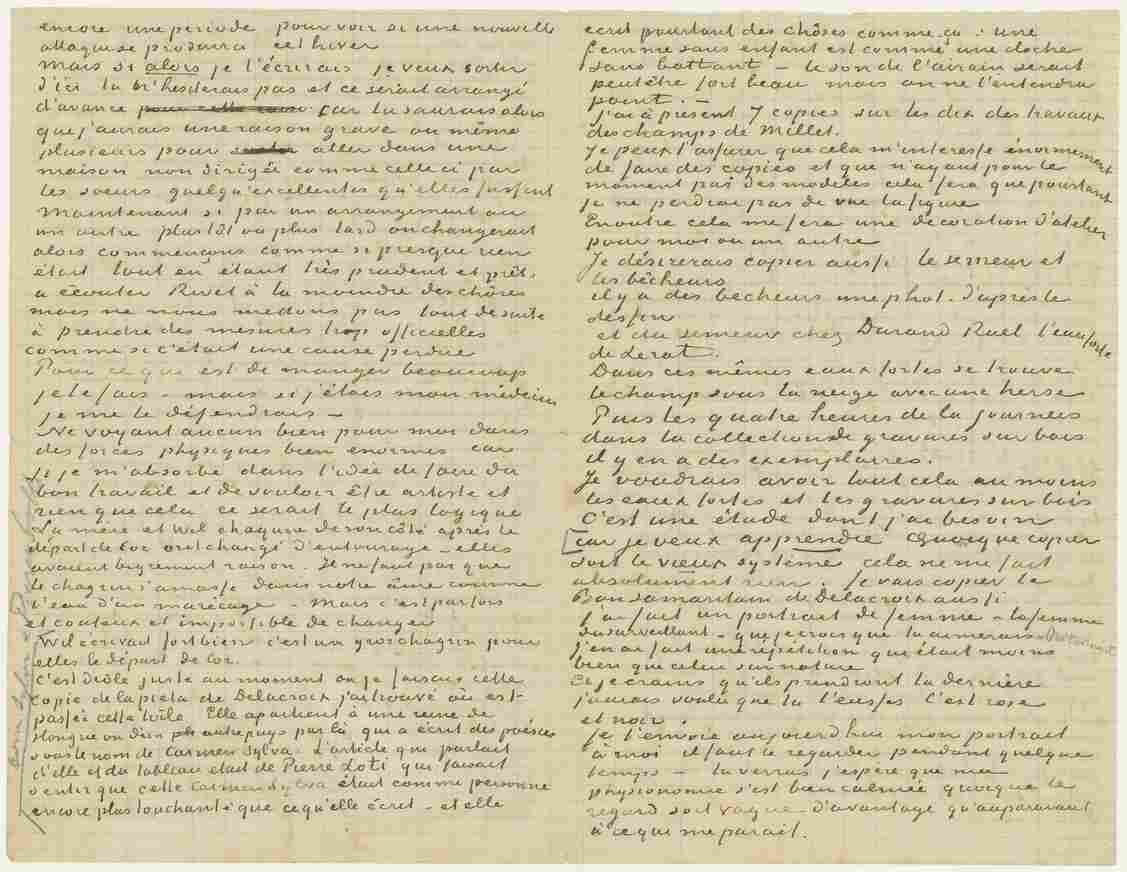 encore une période pour voir si une nouvelle
attaque se produira cet hiver
Mais si alors je t'écrirais je veux sortir
d'ici tu n'hesiterais pas et ce serait arrangé
d'avance pour cette raison car tu saurais alors
que j'aurais une raison grave ou même
plusieurs pour aller dans une
maison non dirigée comme celle ci par
les soeurs quelqu'excellentes qu'elles fussent
Maintenant si par un arrangement ou
un autre plus tôt ou plus tard on changerait
alors commencons comme si presque rien
était tout en étant très prudent et prêt
a écouter Rivet à la moindre des chôses
mais ne nous mettons pas tout de suite
à prendre des mesures trop officielles
comme si c'était une cause perdue
Pour ce que est de manger beaucoup
je le fais – mais si j'étais mon médecin
je me le défendrais –
Ne voyant aucun bien pour moi dans
des forces physiques bien enormes car
si je m'absorbe dans l'idée de faire du
bon travail et de vouloir être artiste et
rien que cela ce serait le plus logique
La mère et Wil chaqune de son côté après le
départ de Cor ont changé d'entourage – elles
avaient bigrement raison. Il ne faut pas que
le chagrin s'amasse dans notre âme comme
l'eau d'un marécage – Mais c'est parfois
et couteux et impossible de changer
Wil écrivait fort bien c'est un gros chagrin pour
elles le départ de Cor.
C'est drôle juste au moment où je faisais cette
copie de la pieta de Delacroix j'ai trouvé où est
passée cette toîle. Elle apartient à une reine de
Hongrie ou d'un autre pays par là qui a écrit des poésies
sous le nom de Carmen Sylva. L'article qui parlait
d'elle et du tableau etait de Pierre Loti qui faisait
sentir que cette Carmen Sylva était comme personne
encore plus touchante que ce qu'elle écrit – et elle
ecrit pourtant des chôses comme ça : une
femme sans enfant est comme une cloche
sans battant – le son de l'airain serait
peutêtre fort beau mais on ne l'entendra
point. –
J'ai à présent 7 copies sur les dix des travaux
des champs de Millet.
Je peux t'assurer que cela m'interesse énormement
de faire des copies et que n'ayant pour le
moment pas des modèles cela fera que pourtant
je ne perdrai pas de vue la figure
En outre cela me fera une decoration d'atelier
pour moi ou un autre
Je désirerais copier aussi le semeur et
les bêcheurs
il y a des becheurs une phot. d'après le
dessin
et du semeur chez Durand Ruel l'eau forte
de Lerat.
Dans ces mêmes eaux fortes se trouve
le champ sous la neige avec une herse
Puis les quatre heures de la journées
dans la collection de gravures sur bois
il y en a des exemplaires.
Je voudrais avoir tout cela au moins
les eaux fortes et les gravures sur bois
C'est une étude dont j'ai besoin
car je veux apprendre Quoique copier
soit le vieux système cela ne me fait
absolument rien. Je vais copier le
Bon samaritain de Delacroix aussi
J'ai fait un portrait de femme – la femme
du surveillant – que je crois que tu aimerais
j'en ai fait une répétition que était moins
bien que celui sur nature
Et je crains qu'ils prendront la dernière
j'aurais voulu que tu l'eusses C'est rose
et noir.
Je t'envoie aujourd'hui mon portrait
à moi il faut le regarder pendant quelque
temps – tu verras j'espère que ma
physionomie s'est bien calmée quoique le
regard soit vague d'avantage qu'auparavant
à ce qui me parait.